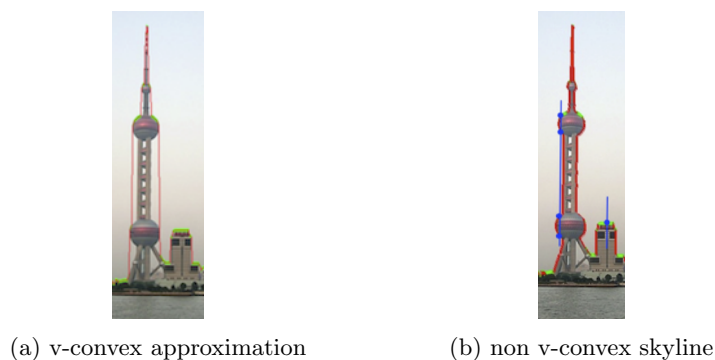 (a) v-convex approximation
(b) non v-convex skyline